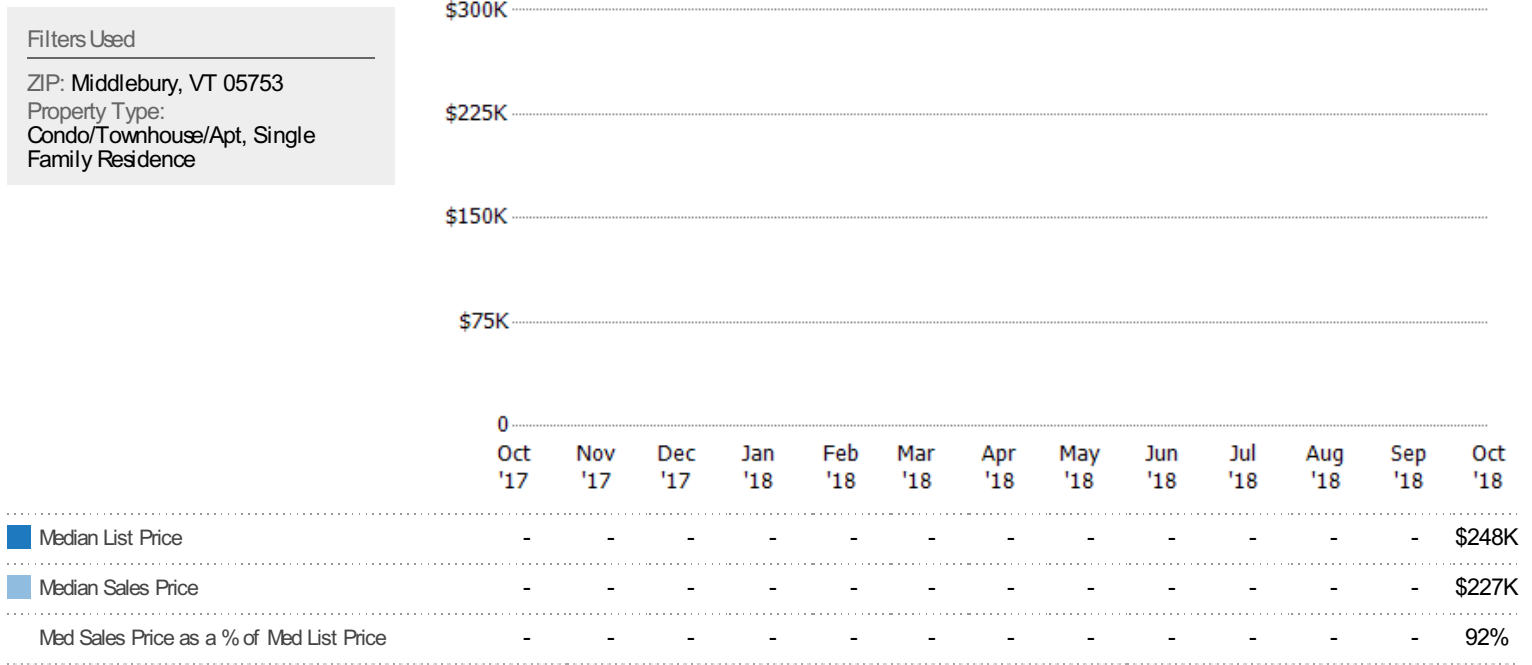 Filters Used
ZIP: Middlebury, VT 05753
Property Type:
Condo/Townhouse/Apt, Single
Family Residence
$300K
$225K
$150K
$75K
0
Oct '17 Nov '17 Dec '17 Jan '18 Feb '18 Mar '18 Apr '18 May '18 Jun '18 Jul '18 Aug '18 Sep '18 Oct '18
Median List Price - - - - - - - - - - - - $248K
Median Sales Price - - - - - - - - - - - - $227K
Med Sales Price as a % of Med List Price - - - - - - - - - - - - 92%